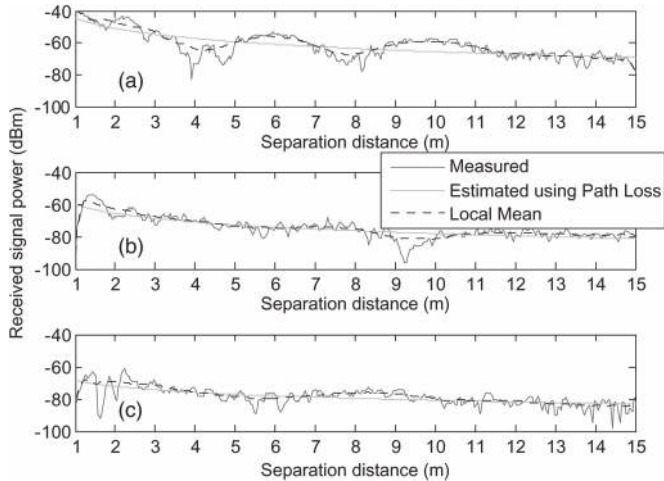 Received signal power (dBm)
-40
-60
-80
-100
(a)
1 2 3 4 5 6 7 8 9 10 11 12 13 14 15
Separation distance (m)
Measured
Estimated using Path Loss
Local Mean
-40
-60
-80
-100
(b)
1 2 3 4 5 6 7 8 9 10 11 12 13 14 15
Separation distance (m)
-40
-60
-80
-100
(c)
1 2 3 4 5 6 7 8 9 10 11 12 13 14 15
Separation distance (m)